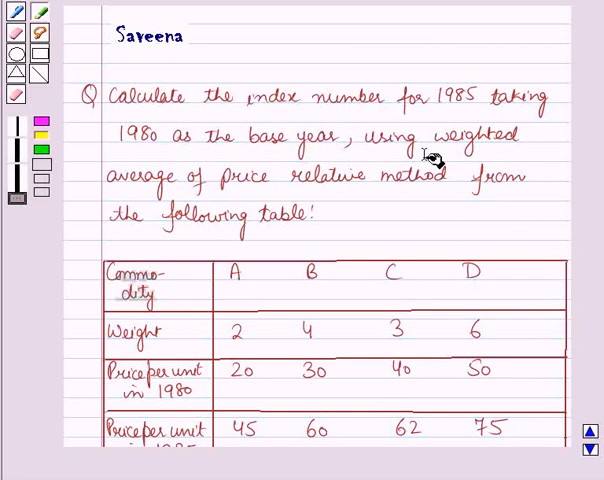 Saveena
Q Calculate the index number for 1985 taking
1980 as the base year, using weighted
average of price relative method from
the following table:
Commo- A B C D
dity
Weight 2 4 3 6
Price per unit 20 30 40 50
in 1980
Price per unit 45 60 62 75
in 1985